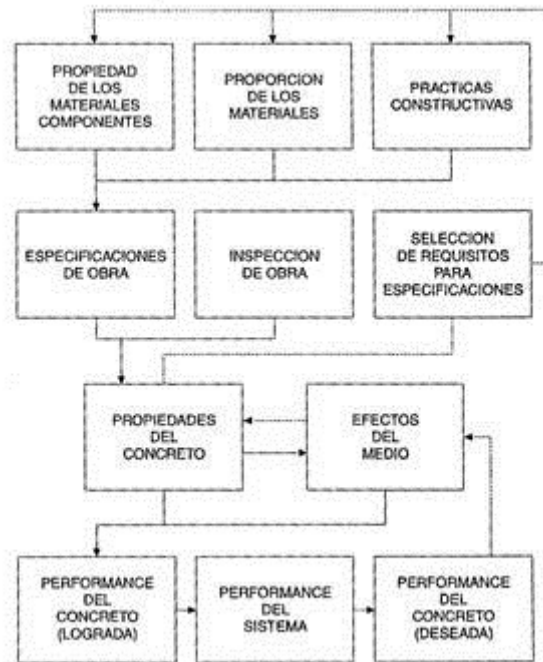 PROPIEDAD
DE LOS
MATERIALES
COMPONENTES
PROPORCION
DE LOS
MATERIALES
PRACTICAS
CONSTRUCTIVAS
ESPECIFICACIONES
DE OBRA
INSPECCION
DE OBRA
SELECCION
DE REQUISITOS
PARA
ESPECIFICACIONES
PROPIEDADES
DEL
CONCRETO
EFECTOS
DEL
MEDIO
PERFORMANCE
DEL
CONCRETO
(LOGRADA)
PERFORMANCE
DEL
SISTEMA
PERFORMANCE
DEL
CONCRETO
(DESEADA)